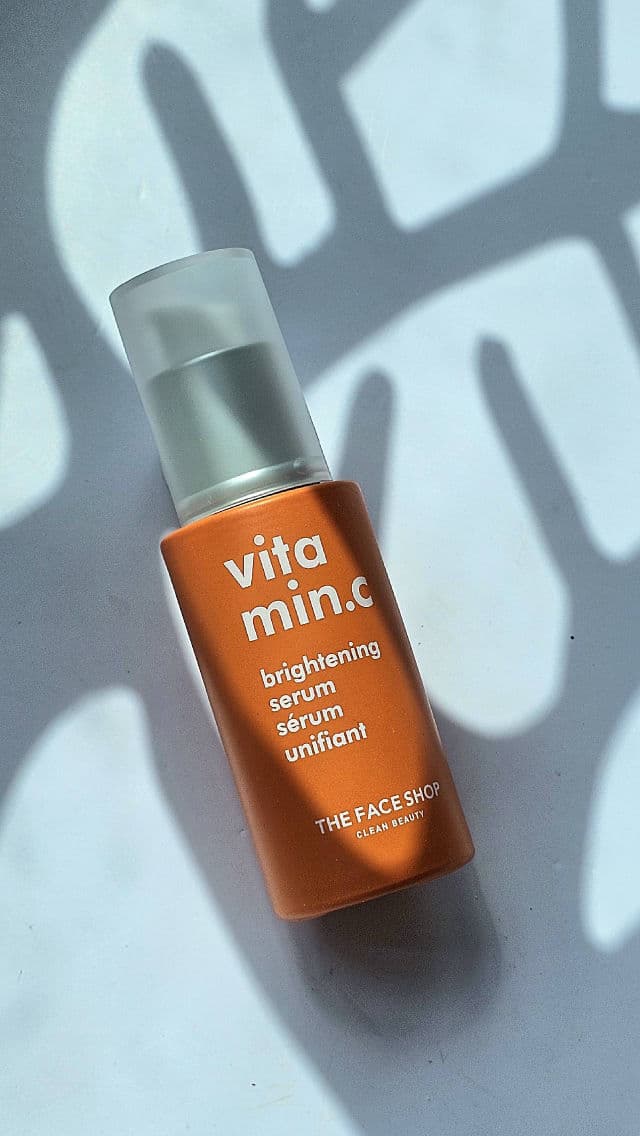 vita
min.c
brightening
serum
sérum
unifiant
THE FACE SHOP
CLEAN BEAUTY